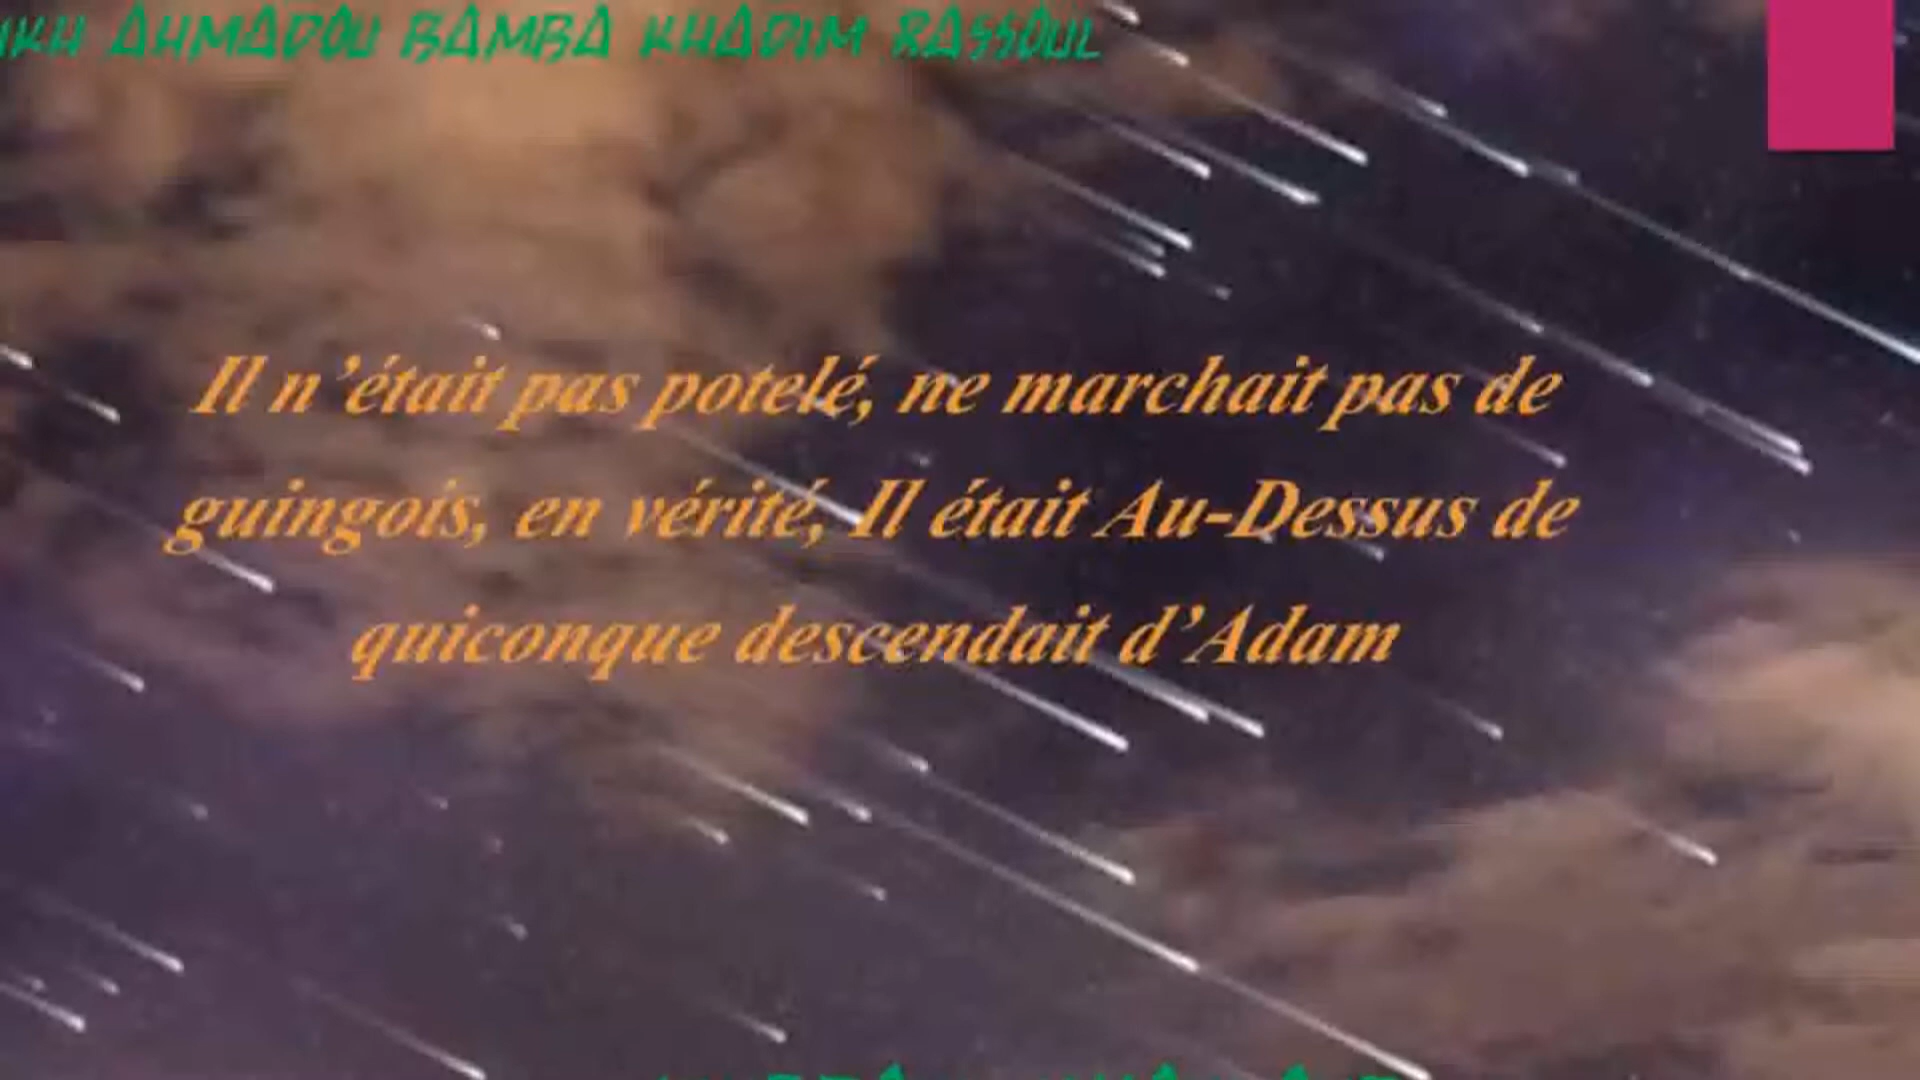 IKH AHMADOU BAMBA KHADIM RASSOUL
Il n’était pas potelé, ne marchait pas de
guingois, en vérité, Il était Au-Dessus de
quiconque descendait d’Adam